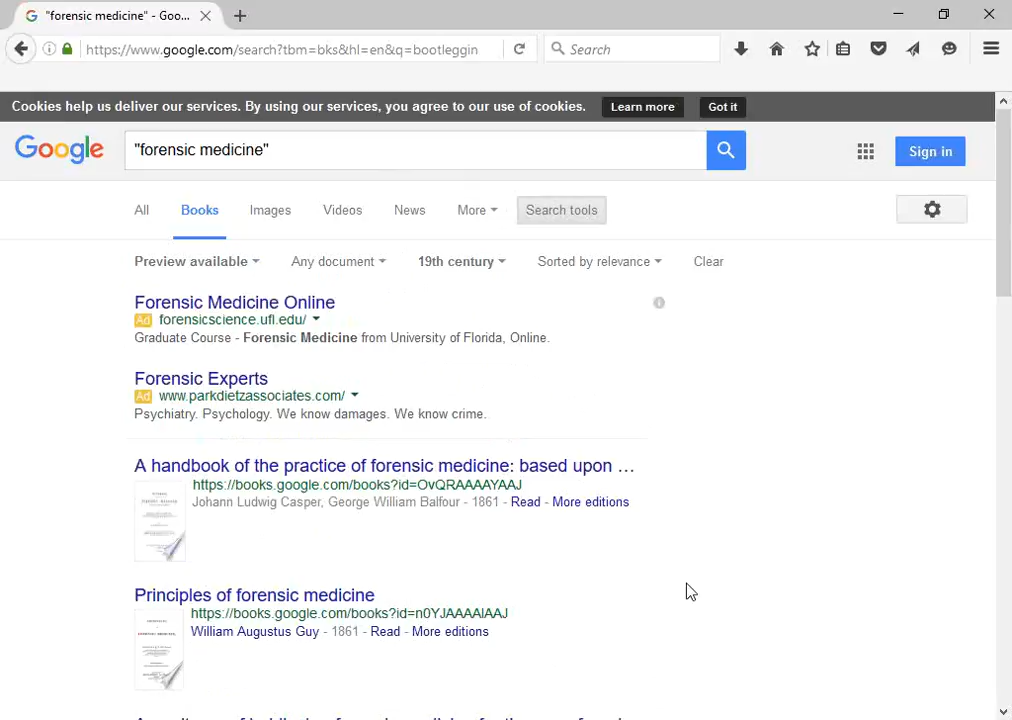 "forensic medicine" - Goo...
https://www.google.com/search?tbm=bks&hl=en&q=bootleggin
Search
Cookies help us deliver our services. By using our services, you agree to our use of cookies. Learn more Got it
Google
"forensic medicine"
Sign in
All Books Images Videos News More Search tools
Preview available Any document 19th century Sorted by relevance Clear
Forensic Medicine Online
Ad forensicscience.ufl.edu/
Graduate Course - Forensic Medicine from University of Florida, Online.
Forensic Experts
Ad www.parkdietzassociates.com/
Psychiatry. Psychology. We know damages. We know crime.
A handbook of the practice of forensic medicine: based upon ...
https://books.google.com/books?id=OvQRAAAAYAAJ
Johann Ludwig Casper, George William Balfour - 1861 - Read - More editions
Principles of forensic medicine
https://books.google.com/books?id=n0YJAAAAIAAJ
William Augustus Guy - 1861 - Read - More editions